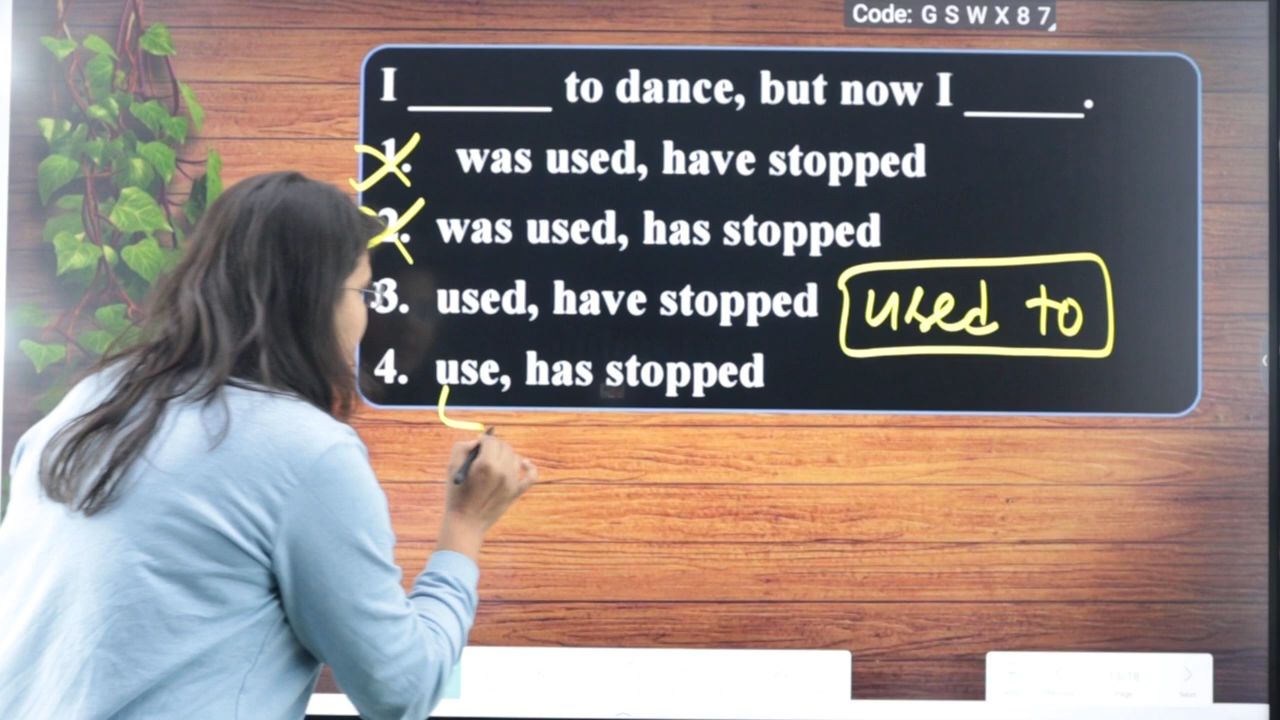 Code: G S W X 8 7
I ______ to dance, but now I _____.
1. was used, have stopped
2. was used, has stopped
3. used, have stopped
used to
4. use, has stopped